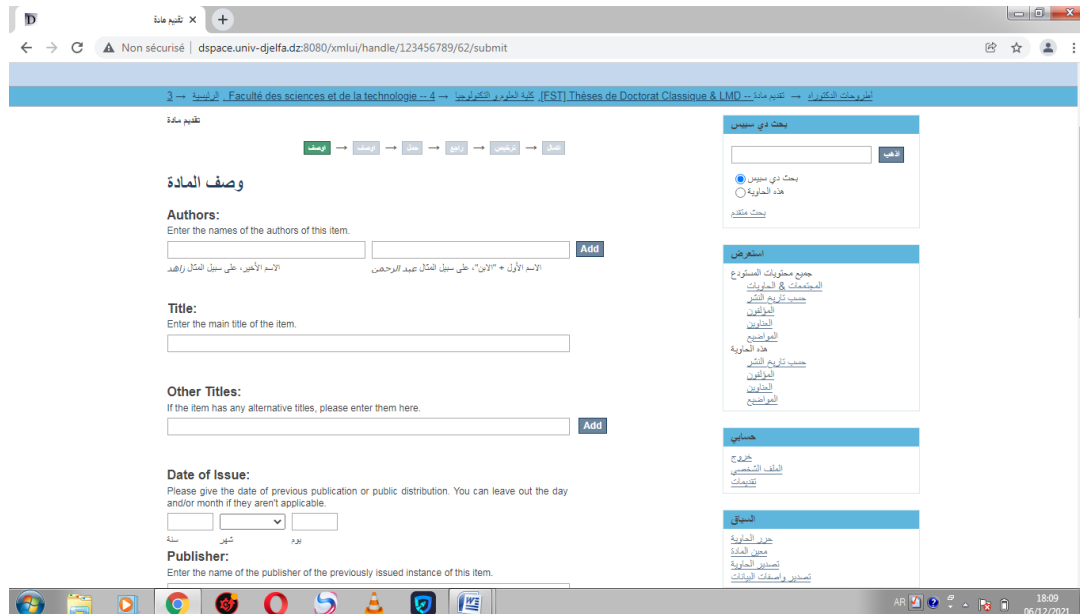 تقديم مادة
Non sécurisé | dspace.univ-djelfa.dz:8080/xmlui/handle/123456789/62/submit
أطروحات الدكتوراه → تقديم مادة -- [FST] Thèses de Doctorat Classique & LMD, كلية العلوم و التكنولوجيا → 4 -- Faculté des sciences et de la technologie , الرئيسية → 3
تقديم مادة
اوصف → اوصف → حمل → رابيع → ترخيص → اكمال
وصف المادة
Authors:
Enter the names of the authors of this item.
Add
الاسم الأخير، على سبيل المثال زاهد
الاسم الأول + "الابن"، على سبيل المثال عبد الرحمن
Title:
Enter the main title of the item.
Other Titles:
If the item has any alternative titles, please enter them here.
Add
Date of Issue:
Please give the date of previous publication or public distribution. You can leave out the day
and/or month if they aren't applicable.
سنة شهر يوم
Publisher:
Enter the name of the publisher of the previously issued instance of this item.
بحث دي سبيس
اذهب
بحث دي سبيس
هذه الحاوية
بحث متقدم
استعرض
جميع محتويات المستودع
المجتمعات & الحاويات
حسب تاريخ النشر
المؤلفون
العناوين
المواضيع
هذه الحاوية
حسب تاريخ النشر
المؤلفون
العناوين
المواضيع
حسابي
خروج
الملف الشخصي
تقديمات
السياق
حرر الحاوية
معين المادة
تصدير الحاوية
تصدير واصفات البيانات
AR
18:09
06/12/2021